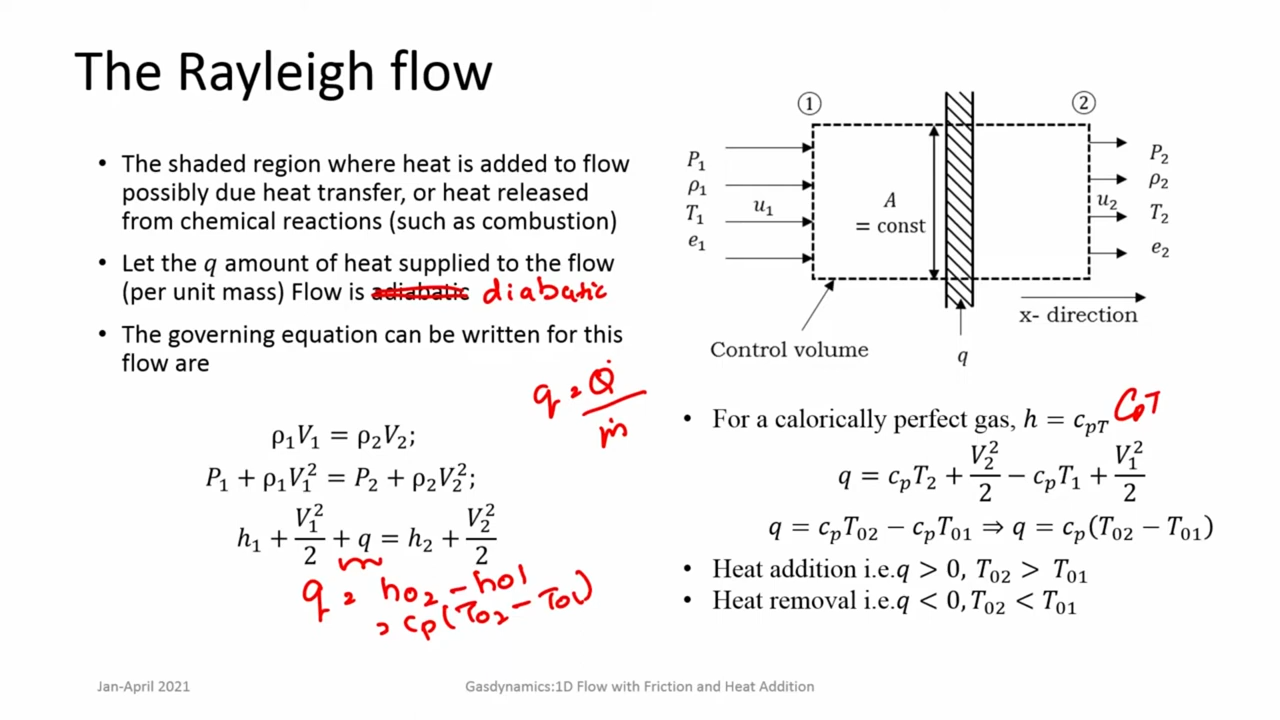 The Rayleigh flow
• The shaded region where heat is added to flow
possibly due heat transfer, or heat released
from chemical reactions (such as combustion)
• Let the q amount of heat supplied to the flow
(per unit mass) Flow is adiabatic diabatic
• The governing equation can be written for this
flow are
q = Q̇ / ṁ
ρ₁V₁ = ρ₂V₂;
P₁ + ρ₁V₁² = P₂ + ρ₂V₂²;
h₁ + V₁²/2 + q = h₂ + V₂²/2
q = h₀₂ − h₀₁
= cp(T₀₂ − T₀₁)
① ②
P₁
ρ₁
T₁
e₁
u₁
A
= const
u₂
P₂
ρ₂
T₂
e₂
x- direction
Control volume
q
• For a calorically perfect gas, h = c_pT CpT
q = c_pT₂ + V₂²/2 − c_pT₁ + V₁²/2
q = c_pT₀₂ − c_pT₀₁ ⇒ q = c_p(T₀₂ − T₀₁)
• Heat addition i.e.q > 0, T₀₂ > T₀₁
• Heat removal i.e.q < 0,T₀₂ < T₀₁
Jan-April 2021
Gasdynamics:1D Flow with Friction and Heat Addition